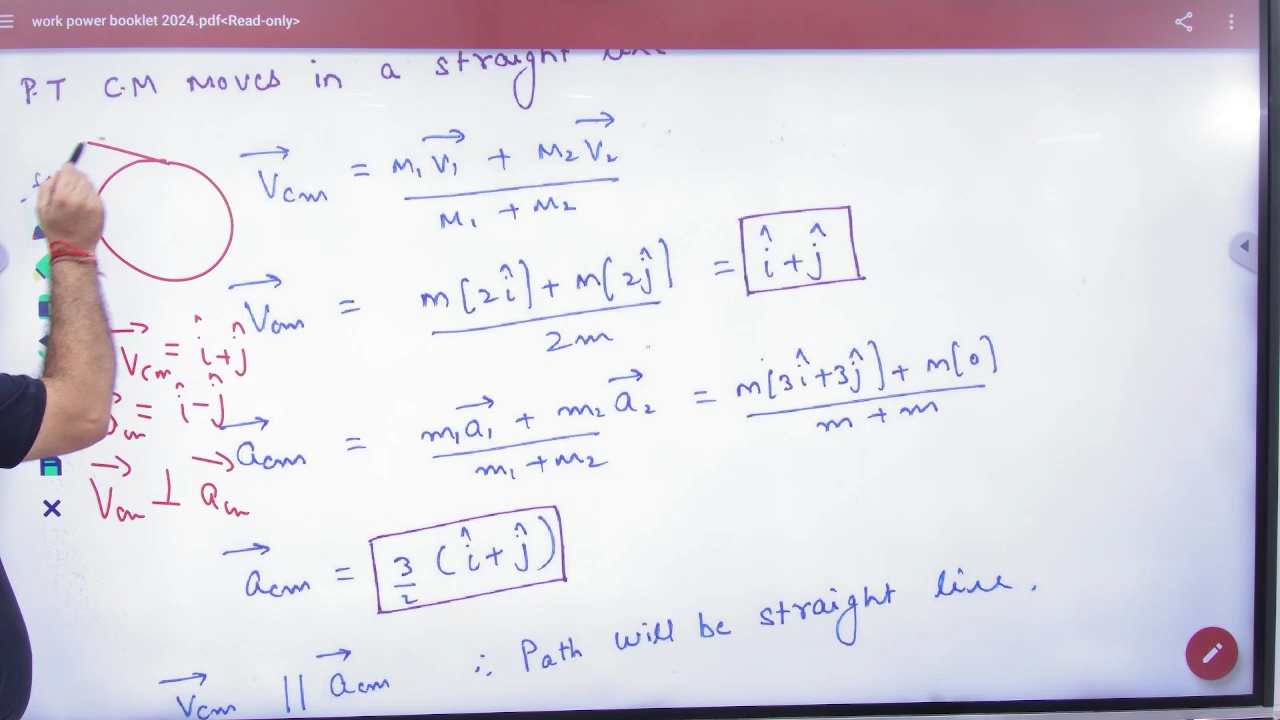 work power booklet 2024.pdf<Read-only>
P.T C.M moves in a straight line
→Vcm = (M₁→V₁ + M₂→V₂) / (M₁ + M₂)
→Vcm = (m[2î] + m[2ĵ]) / 2m = î + ĵ
→acm = (m₁→a₁ + m₂→a₂) / (m₁ + m₂) = (m[3î + 3ĵ] + m[0]) / (m + m)
→acm = 3/2 (î + ĵ)
→Vcm || →acm ∴ Path will be straight line.
→Vcm = î + ĵ
= î − ĵ
→Vcm ⊥ →acm